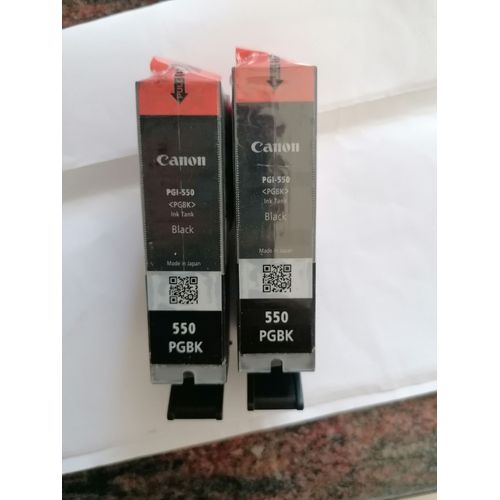 PULL
Canon
PGI-550
<PGBK>
Ink Tank
Black
Made in Japan
550
PGBK
Canon
PGI-550
<PGBK>
Ink Tank
Black
Made in Japan
550
PGBK